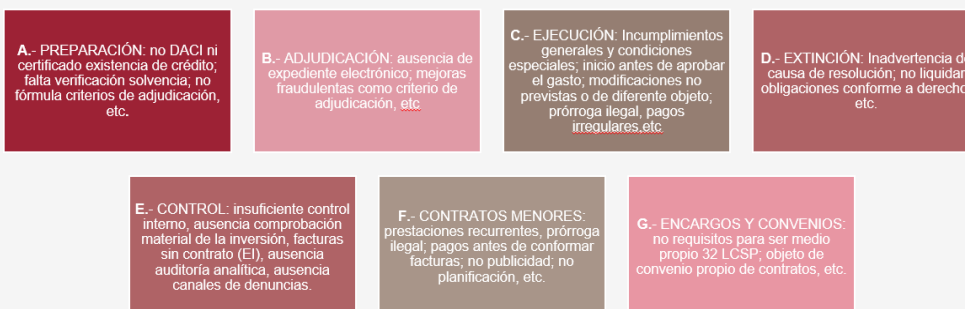 A.- PREPARACIÓN: no DACI ni
certificado existencia de crédito;
falta verificación solvencia; no
fórmula criterios de adjudicación,
etc.
B.- ADJUDICACIÓN: ausencia de
expediente electrónico; mejoras
fraudulentas como criterio de
adjudicación, etc
C.- EJECUCIÓN: Incumplimientos
generales y condiciones
especiales; inicio antes de aprobar
el gasto; modificaciones no
previstas o de diferente objeto;
prórroga ilegal, pagos
irregulares,etc
D.- EXTINCIÓN: Inadvertencia de
causa de resolución; no liquidar
obligaciones conforme a derecho,
etc.
E.- CONTROL: insuficiente control
interno, ausencia comprobación
material de la inversión, facturas
sin contrato (EI), ausencia
auditoría analítica, ausencia
canales de denuncias.
F.- CONTRATOS MENORES:
prestaciones recurrentes, prórroga
ilegal; pagos antes de conformar
facturas; no publicidad; no
planificación, etc.
G.- ENCARGOS Y CONVENIOS:
no requisitos para ser medio
propio 32 LCSP; objeto de
convenio propio de contratos, etc.